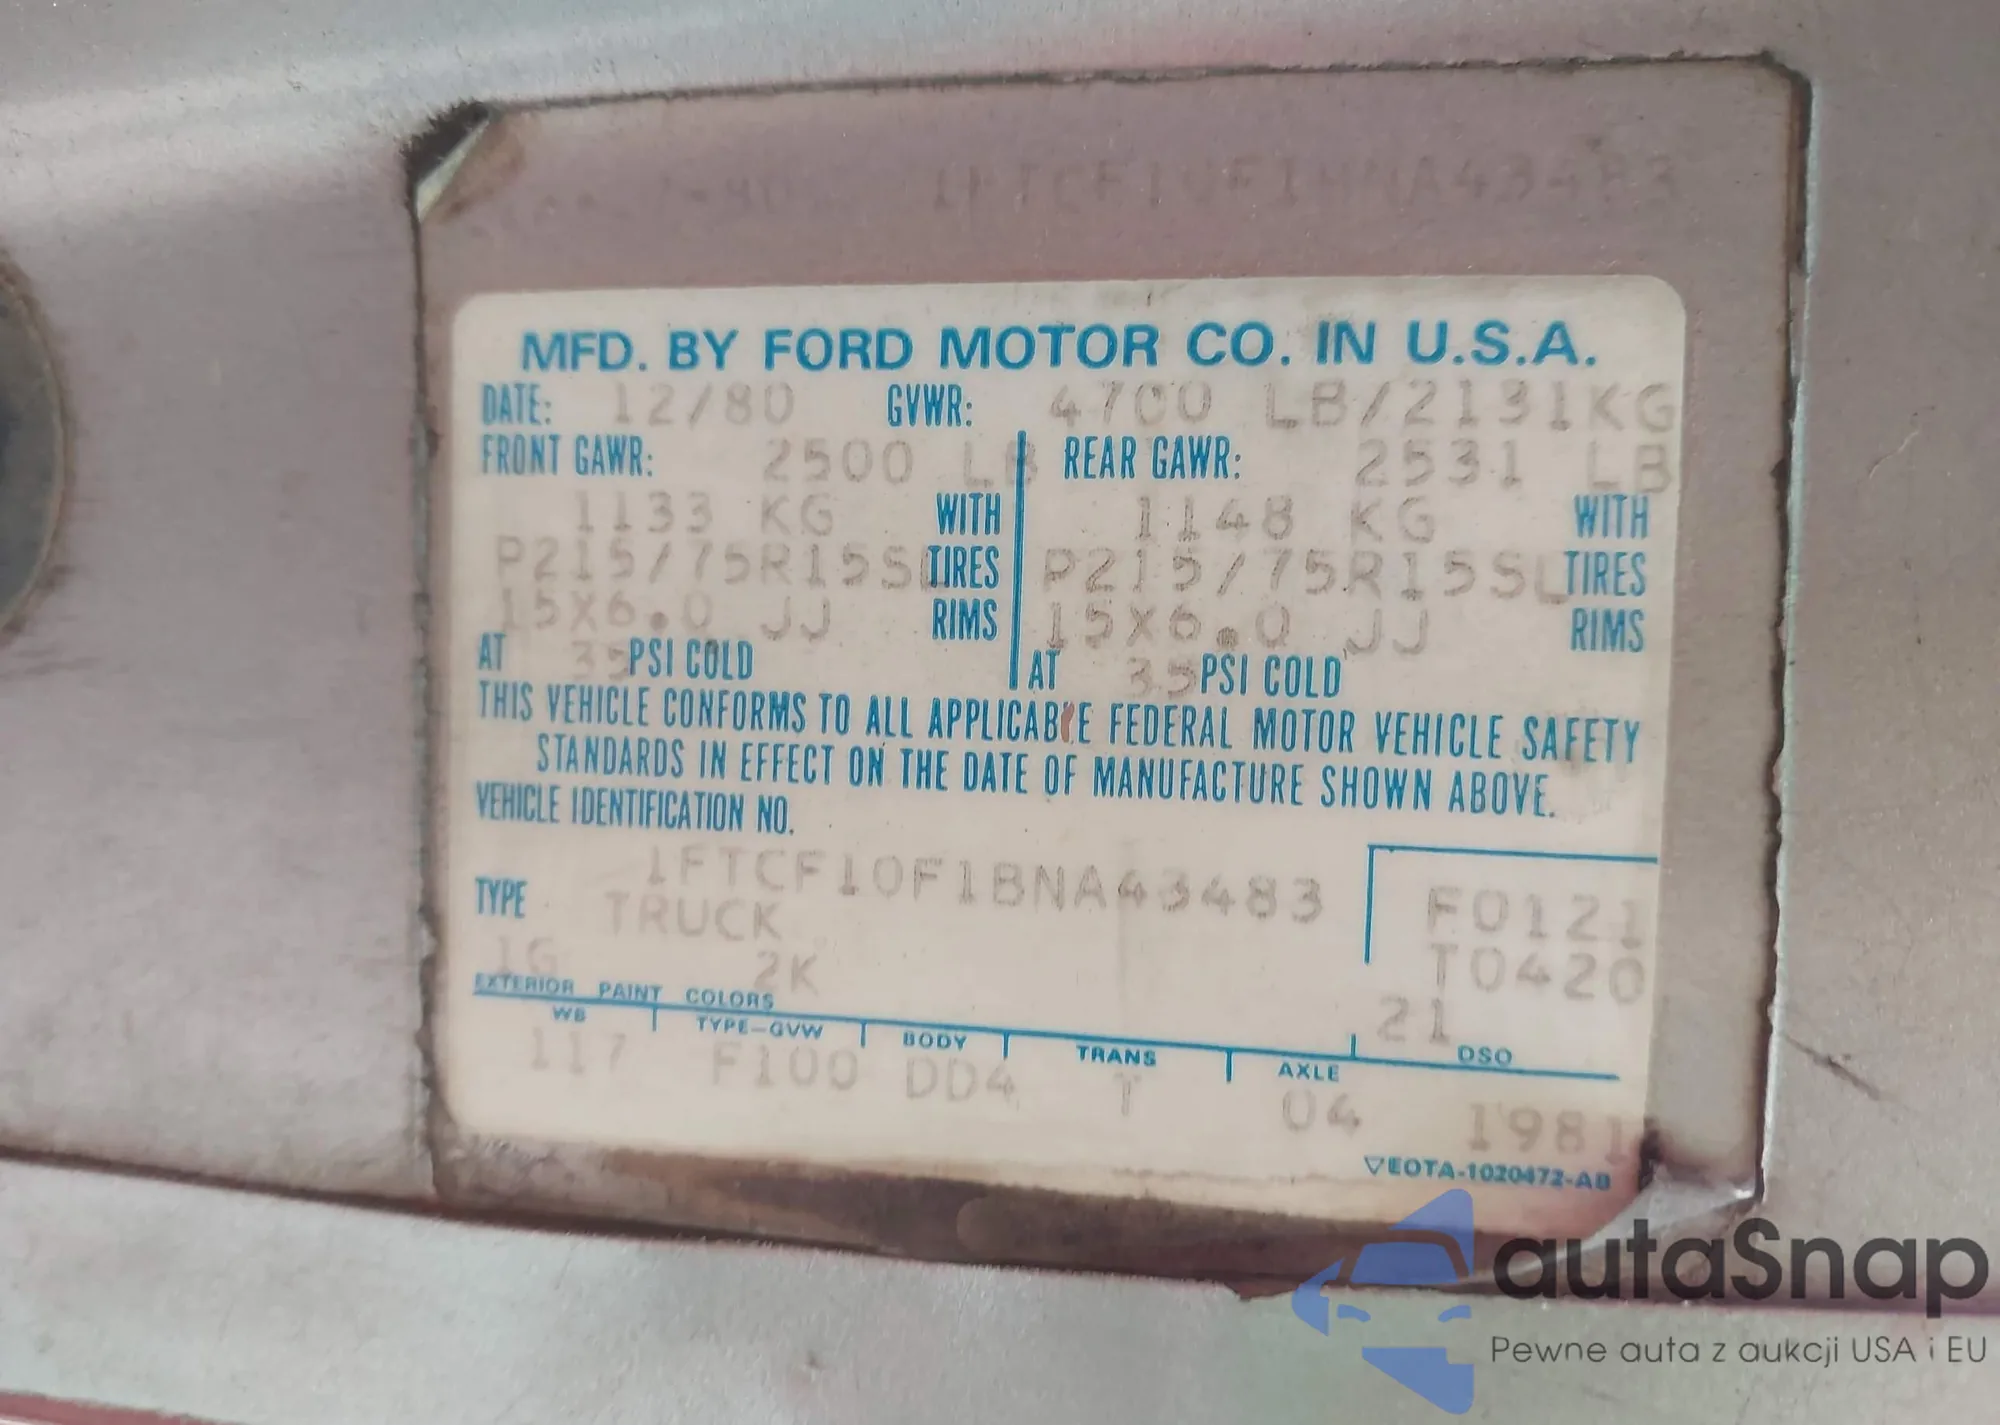 MFD. BY FORD MOTOR CO. IN U.S.A.
DATE: 12/80 GVWR: 4700 LB/2131KG
FRONT GAWR: 2500 LB REAR GAWR: 2531 LB
1133 KG WITH 1148 KG WITH
P215/75R15SL TIRES P215/75R15SL TIRES
15X6.0 JJ RIMS 15X6.0 JJ RIMS
AT 35 PSI COLD AT 35 PSI COLD
THIS VEHICLE CONFORMS TO ALL APPLICABLE FEDERAL MOTOR VEHICLE SAFETY
STANDARDS IN EFFECT ON THE DATE OF MANUFACTURE SHOWN ABOVE.
VEHICLE IDENTIFICATION NO.
1FTCF10F1BNA43483
TYPE TRUCK
F0121
T0420
1G 2K
21
EXTERIOR PAINT COLORS
WB TYPE-GVW BODY TRANS AXLE DSO
117 F100 DD4 T 04
1981
▽EOTA-1020472-AB
autaSnap
Pewne auta z aukcji USA i EU